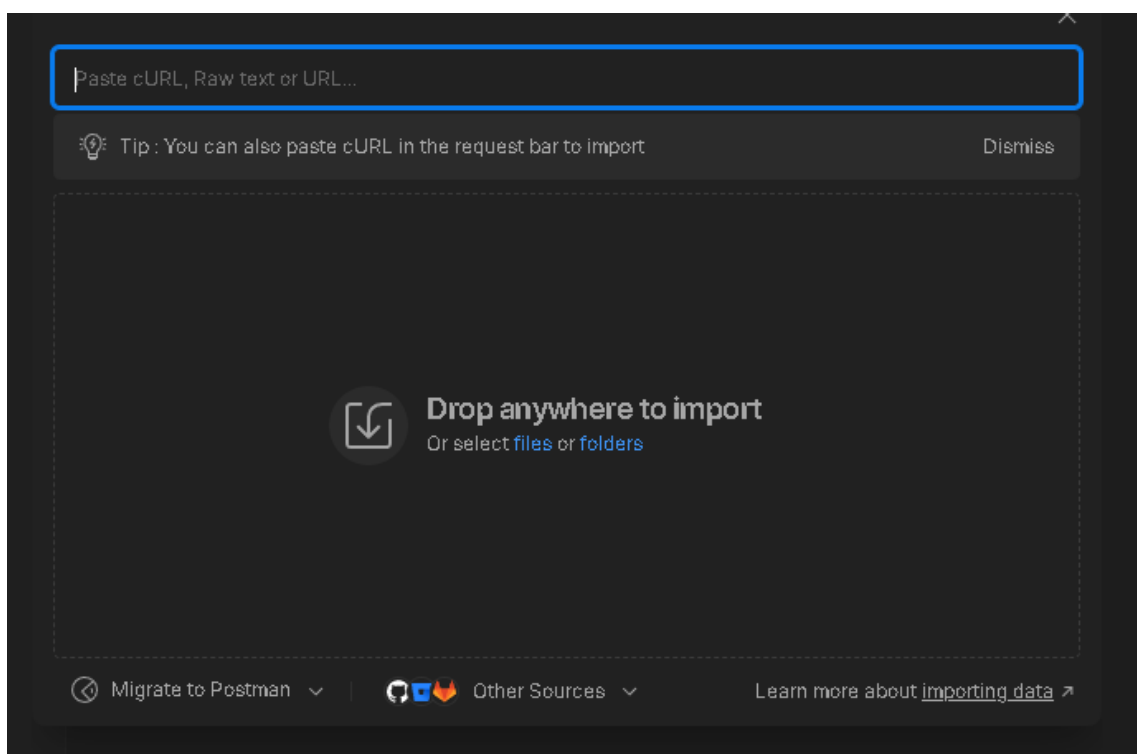 Paste cURL, Raw text or URL...
Tip : You can also paste cURL in the request bar to import
Dismiss
Drop anywhere to import
Or select files or folders
Migrate to Postman
Other Sources
Learn more about importing data